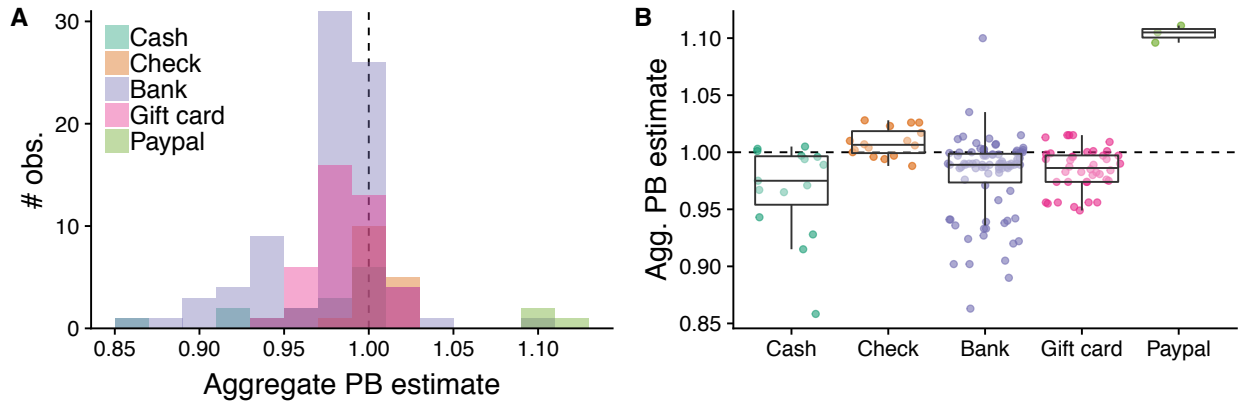 A
30
20
10
0
# obs.
Cash
Check
Bank
Gift card
Paypal
0.85 0.90 0.95 1.00 1.05 1.10
Aggregate PB estimate
B
1.10
1.05
1.00
0.95
0.90
0.85
Agg. PB estimate
Cash Check Bank Gift card Paypal